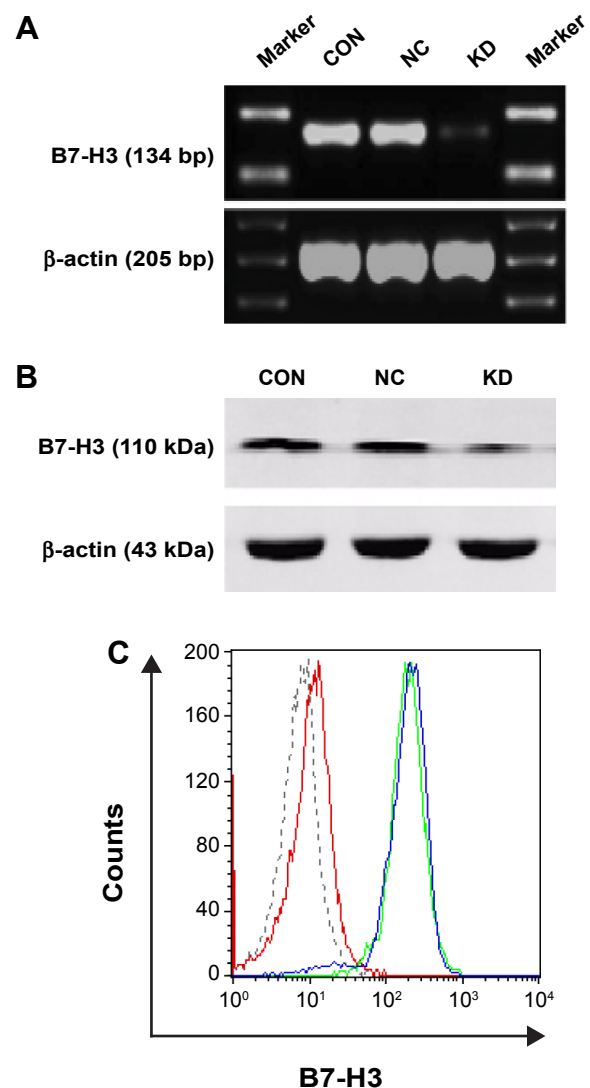 A
Marker CON NC KD Marker
B7-H3 (134 bp)
β-actin (205 bp)
B
CON NC KD
B7-H3 (110 kDa)
β-actin (43 kDa)
C
Counts
200
160
120
80
40
0
10⁰ 10¹ 10² 10³ 10⁴
B7-H3